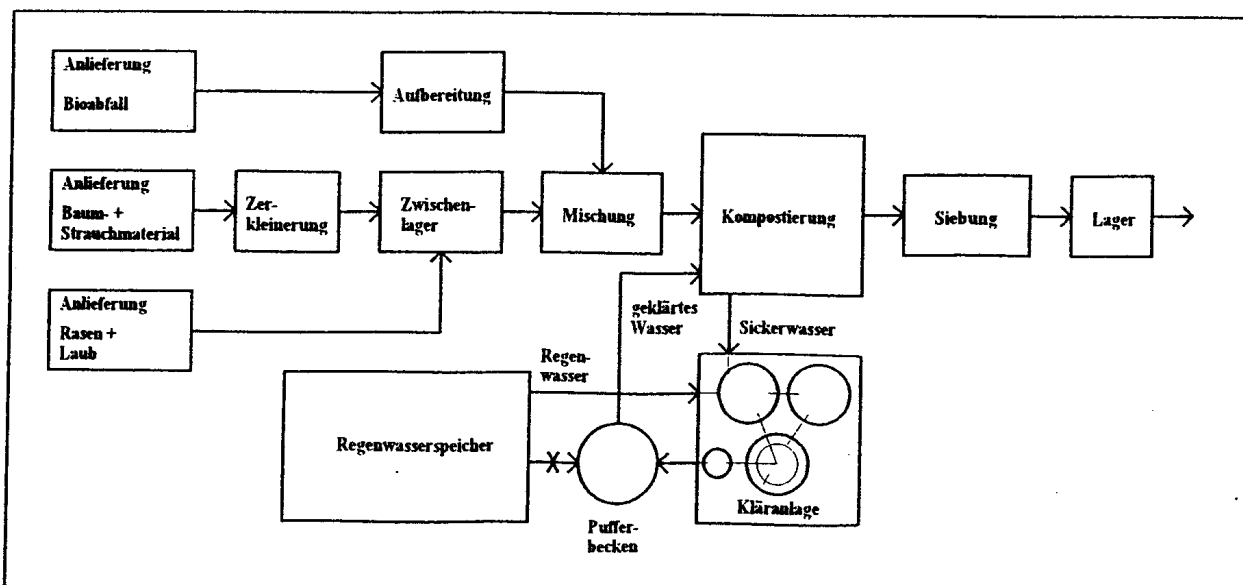 Anlieferung
Bioabfall
Aufbereitung
Anlieferung
Baum- +
Strauchmaterial
Zer-
kleinerung
Zwischen-
lager
Mischung
Kompostierung
Siebung
Lager
Anlieferung
Rasen +
Laub
geklärtes
Wasser
Sickerwasser
Regen-
wasser
Regenwasserspeicher
Puffer-
becken
Kläranlage